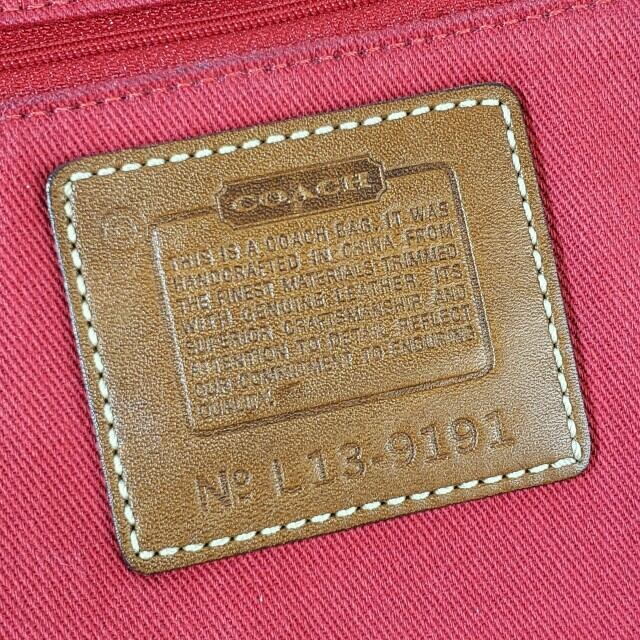 COACH
THIS IS A COACH BAG. IT WAS
HANDCRAFTED IN CHINA FROM
THE FINEST MATERIALS TRIMMED
WITH GENUINE LEATHER. ITS
SUPERIOR CRAFTSMANSHIP AND
ATTENTION TO DETAIL REFLECT
OUR COMMITMENT TO ENDURING
QUALITY.
Nº L13-9191